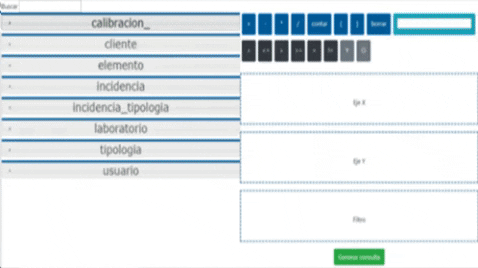 Buscar
calibracion_
cliente
elemento
incidencia
incidencia_tipologia
laboratorio
tipologia
usuario
+ - * / contar ( ) borrar
Eje X
Eje Y
Filtro
Generar consulta